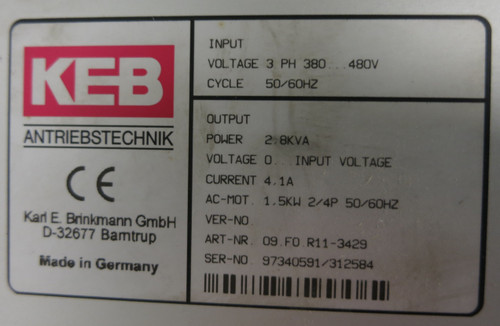 KEB
ANTRIEBSTECHNIK
CE
Karl E. Brinkmann GmbH
D-32677 Barntrup
Made in Germany
INPUT
VOLTAGE 3 PH 380...480V
CYCLE 50/60HZ
OUTPUT
POWER 2.8KVA
VOLTAGE 0...INPUT VOLTAGE
CURRENT 4.1A
AC-MOT. 1.5KW 2/4P 50/60HZ
VER-NO
ART-NR. 09.F0.R11-3429
SER-NO 97340591/312584